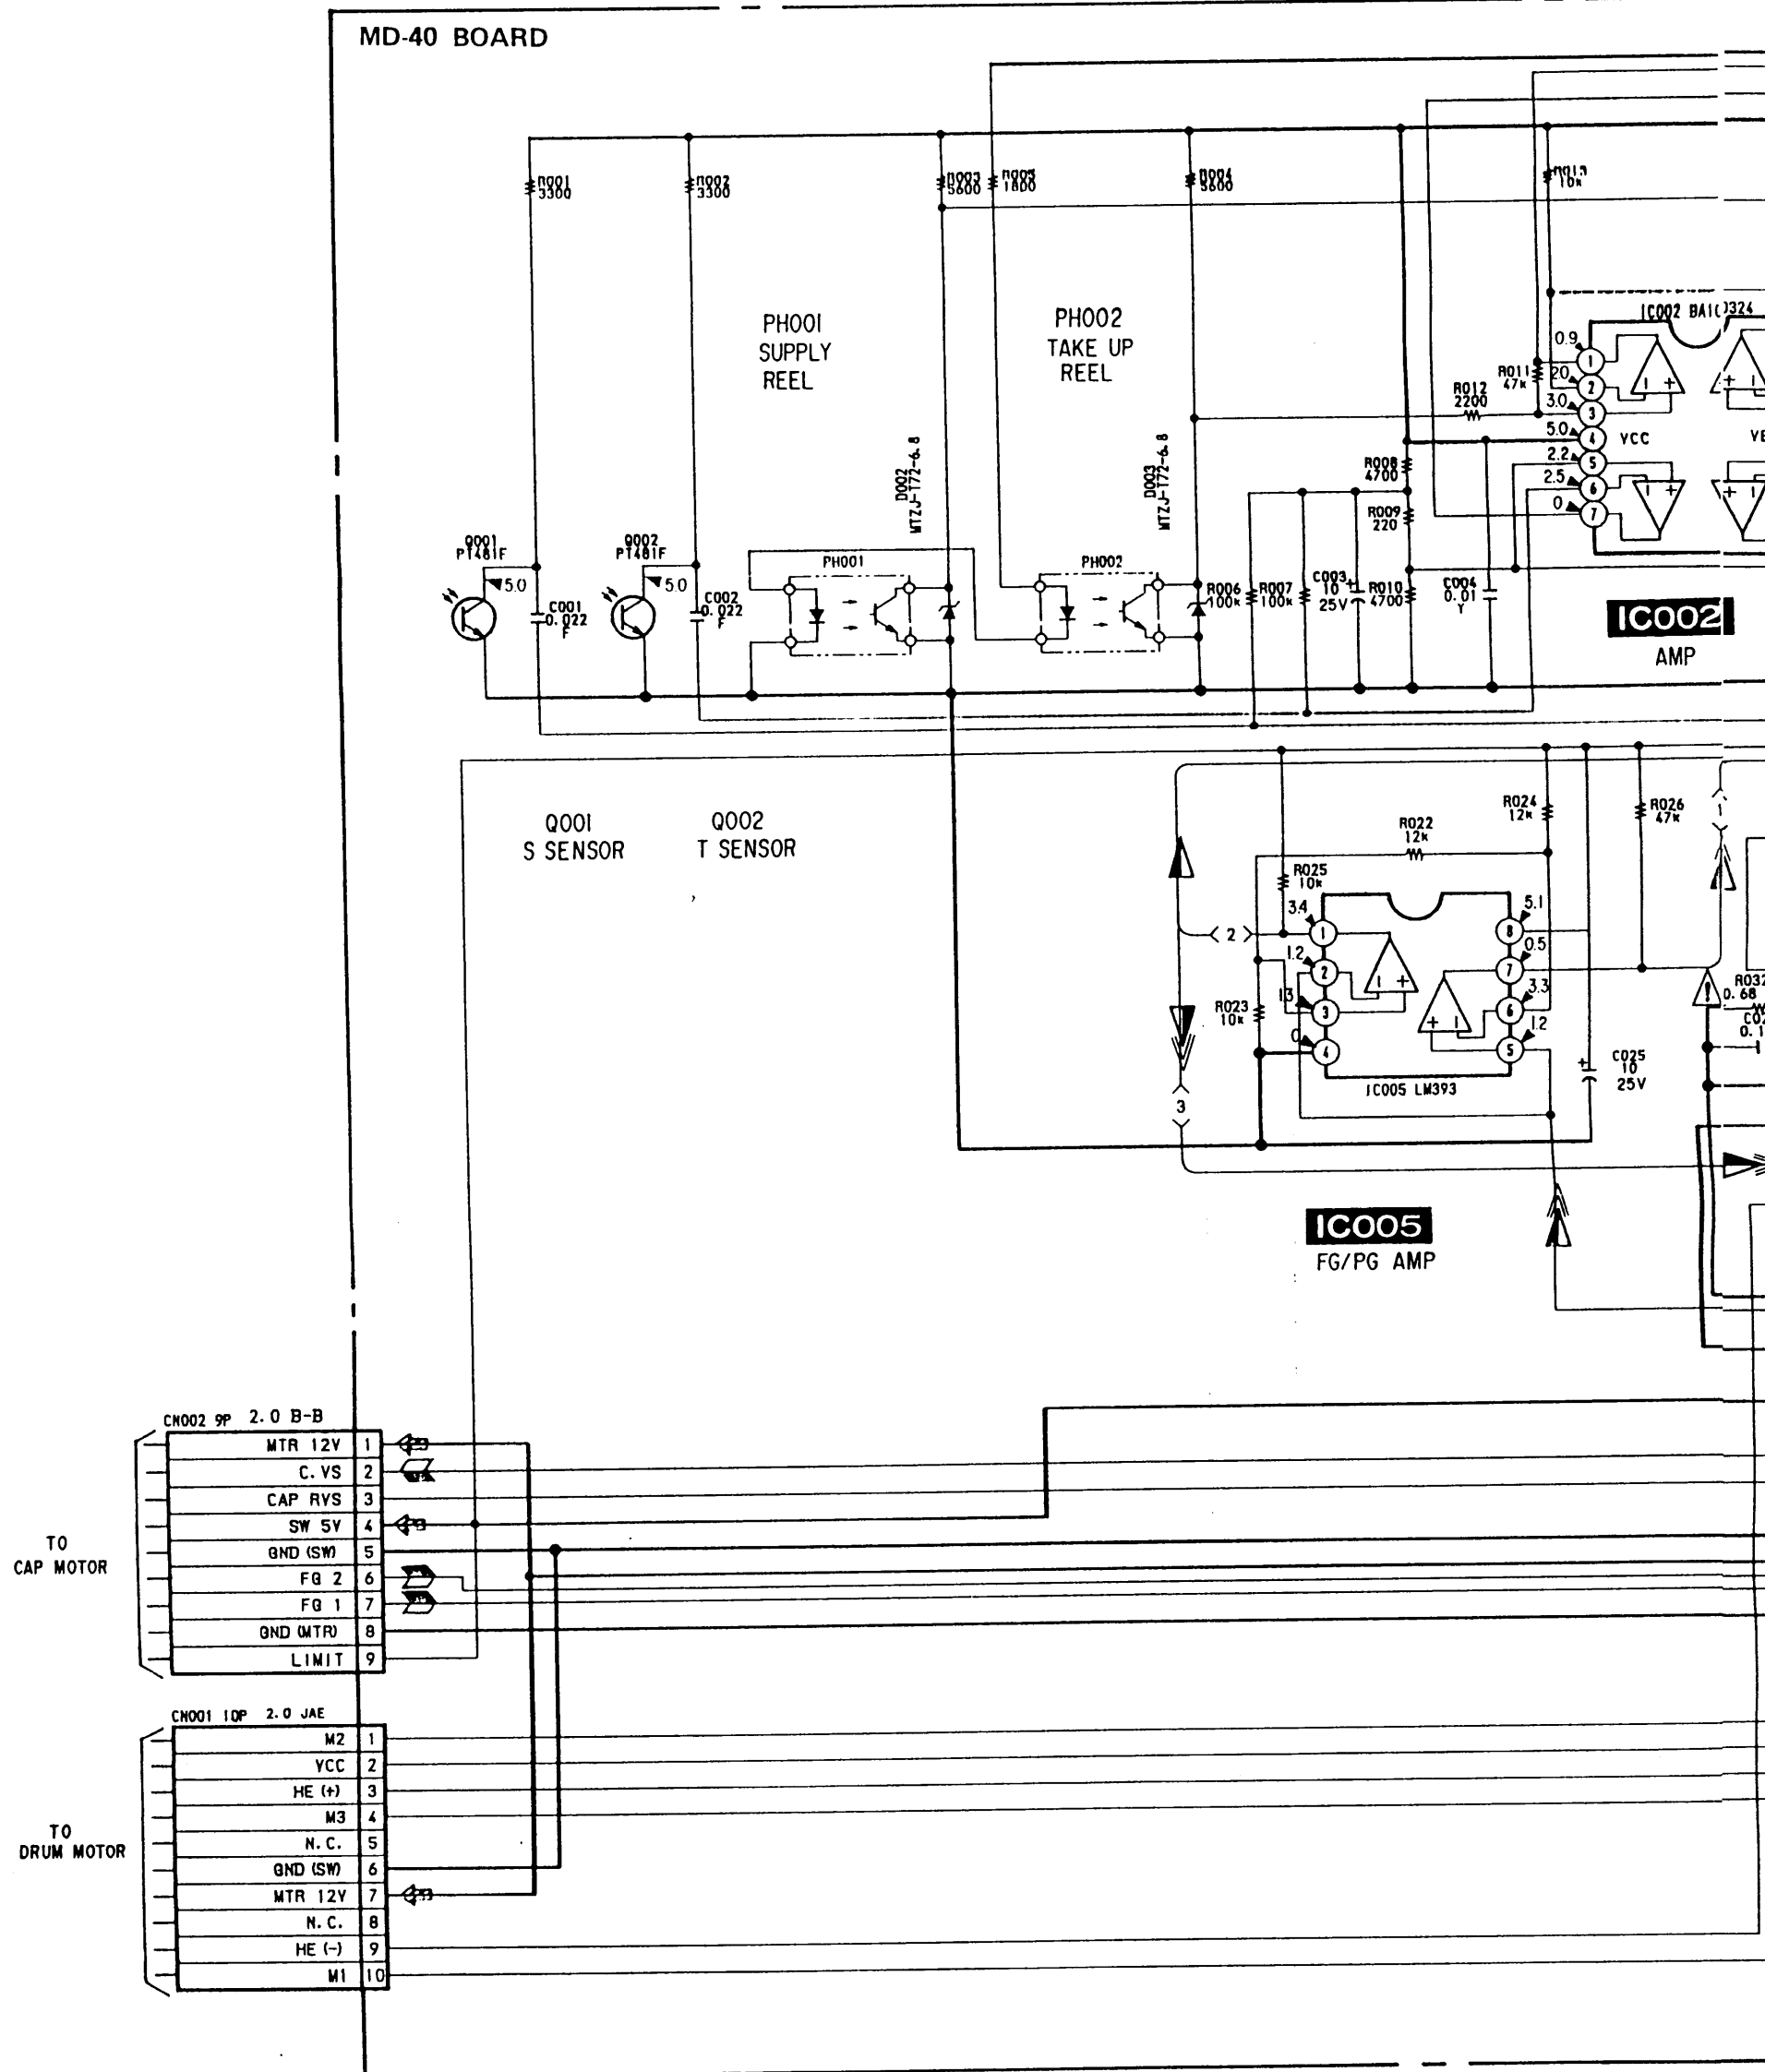 MD-40 BOARD
R001
3300
R002
3300
R003
5600
R005
1800
R004
5600
10k
PH001
SUPPLY
REEL
PH002
TAKE UP
REEL
IC002 BA10324
0.9
1
20
2
3.0
3
5.0
4
VCC
2.2
5
2.5
6
0
7
R011
47k
R012
2200
R008
4700
R009
220
D002
MTZJ-T72-6.8
D003
MTZJ-T72-6.8
Q001
PT481F
5.0
C001
0.022
F
Q002
PT481F
5.0
C002
0.022
F
PH001
PH002
R006
100k
R007
100k
C003
10
25V
R010
4700
C004
0.01
Y
IC002
AMP
Q001
S SENSOR
Q002
T SENSOR
R025
10k
R022
12k
R024
12k
R026
47k
1
2
3
3.4
1
1.2
2
13
3
0
4
5.1
8
0.5
7
3.3
6
1.2
5
R023
10k
IC005 LM393
C025
10
25V
R032
0.68
IC005
FG/PG AMP
CN002 9P 2.0 B-B
MTR 12V 1
C.VS 2
CAP RVS 3
SW 5V 4
GND (SW) 5
FG 2 6
FG 1 7
GND (MTR) 8
LIMIT 9
TO
CAP MOTOR
CN001 10P 2.0 JAE
M2 1
VCC 2
HE (+) 3
M3 4
N.C. 5
GND (SW) 6
MTR 12V 7
N.C. 8
HE (-) 9
M1 10
TO
DRUM MOTOR